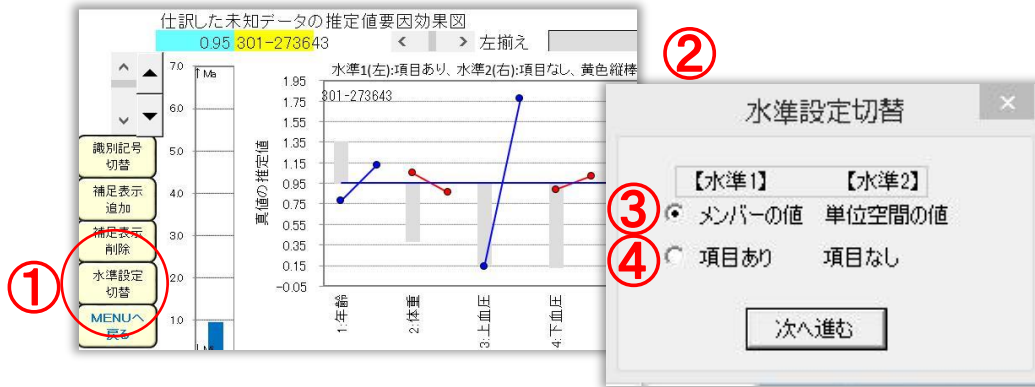 仕訳した未知データの推定値要因効果図
0.95 301-273643
左揃え
②
水準1(左):項目あり、水準2(右):項目なし、黄色縦棒
↑Ma
7.0
6.0
5.0
4.0
3.0
2.0
1.0
識別記号
切替
補足表示
追加
補足表示
削除
①
水準設定
切替
MENUへ
戻る
真値の推定値
1.95
1.75
1.55
1.35
1.15
0.95
0.75
0.55
0.35
0.15
-0.05
301-273643
1:年齢
2:体重
3:上血圧
4:下血圧
水準設定切替
×
【水準1】 【水準2】
③ メンバーの値 単位空間の値
④ 項目あり 項目なし
次へ進む